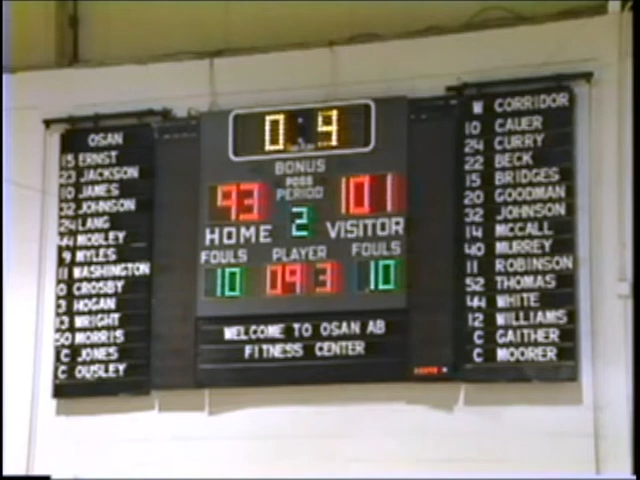 OSAN
15 ERNST
23 JACKSON
10 JAMES
32 JOHNSON
24 LANG
44 MOBLEY
9 MYLES
11 WASHINGTON
0 CROSBY
3 HOGAN
13 WRIGHT
50 MORRIS
C JONES
C OUSLEY
0:9
BONUS
POSS
PERIOD
93 2 101
HOME VISITOR
FOULS PLAYER FOULS
10 09 3 10
WELCOME TO OSAN AB
FITNESS CENTER
W CORRIDOR
10 CAUER
24 CURRY
22 BECK
15 BRIDGES
20 GOODMAN
32 JOHNSON
14 MCCALL
40 MURREY
11 ROBINSON
52 THOMAS
44 WHITE
12 WILLIAMS
C GAITHER
C MOORER